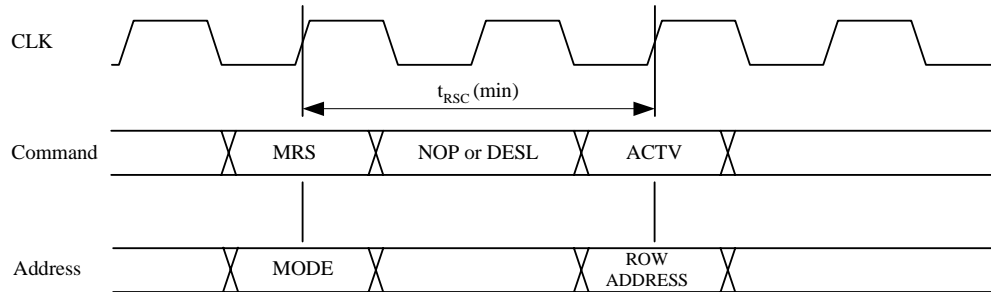 CLK
tRSC (min)
Command
MRS
NOP or DESL
ACTV
Address
MODE
ROW
ADDRESS